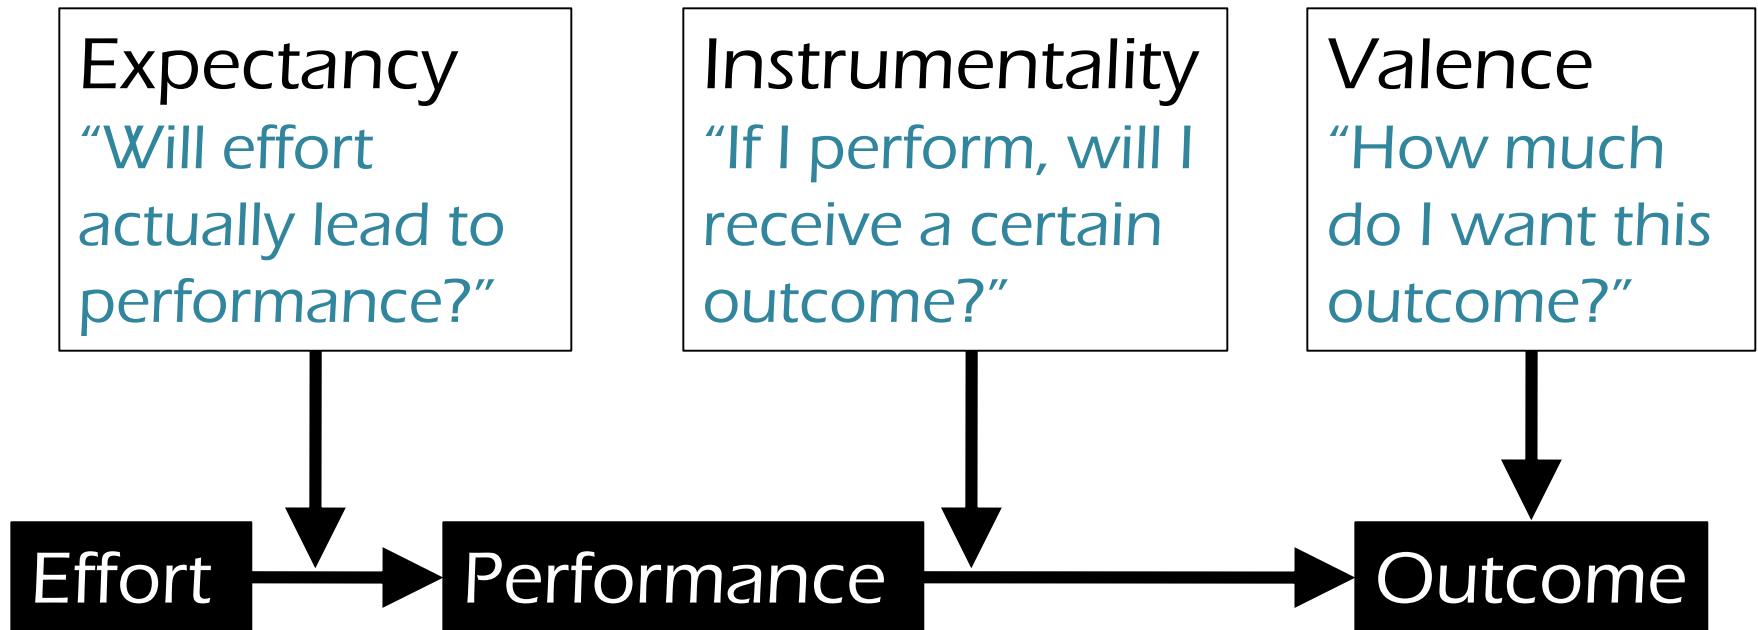 Expectancy
“Will effort
actually lead to
performance?”
Instrumentality
“If I perform, will I
receive a certain
outcome?”
Valence
“How much
do I want this
outcome?”
Effort
Performance
Outcome